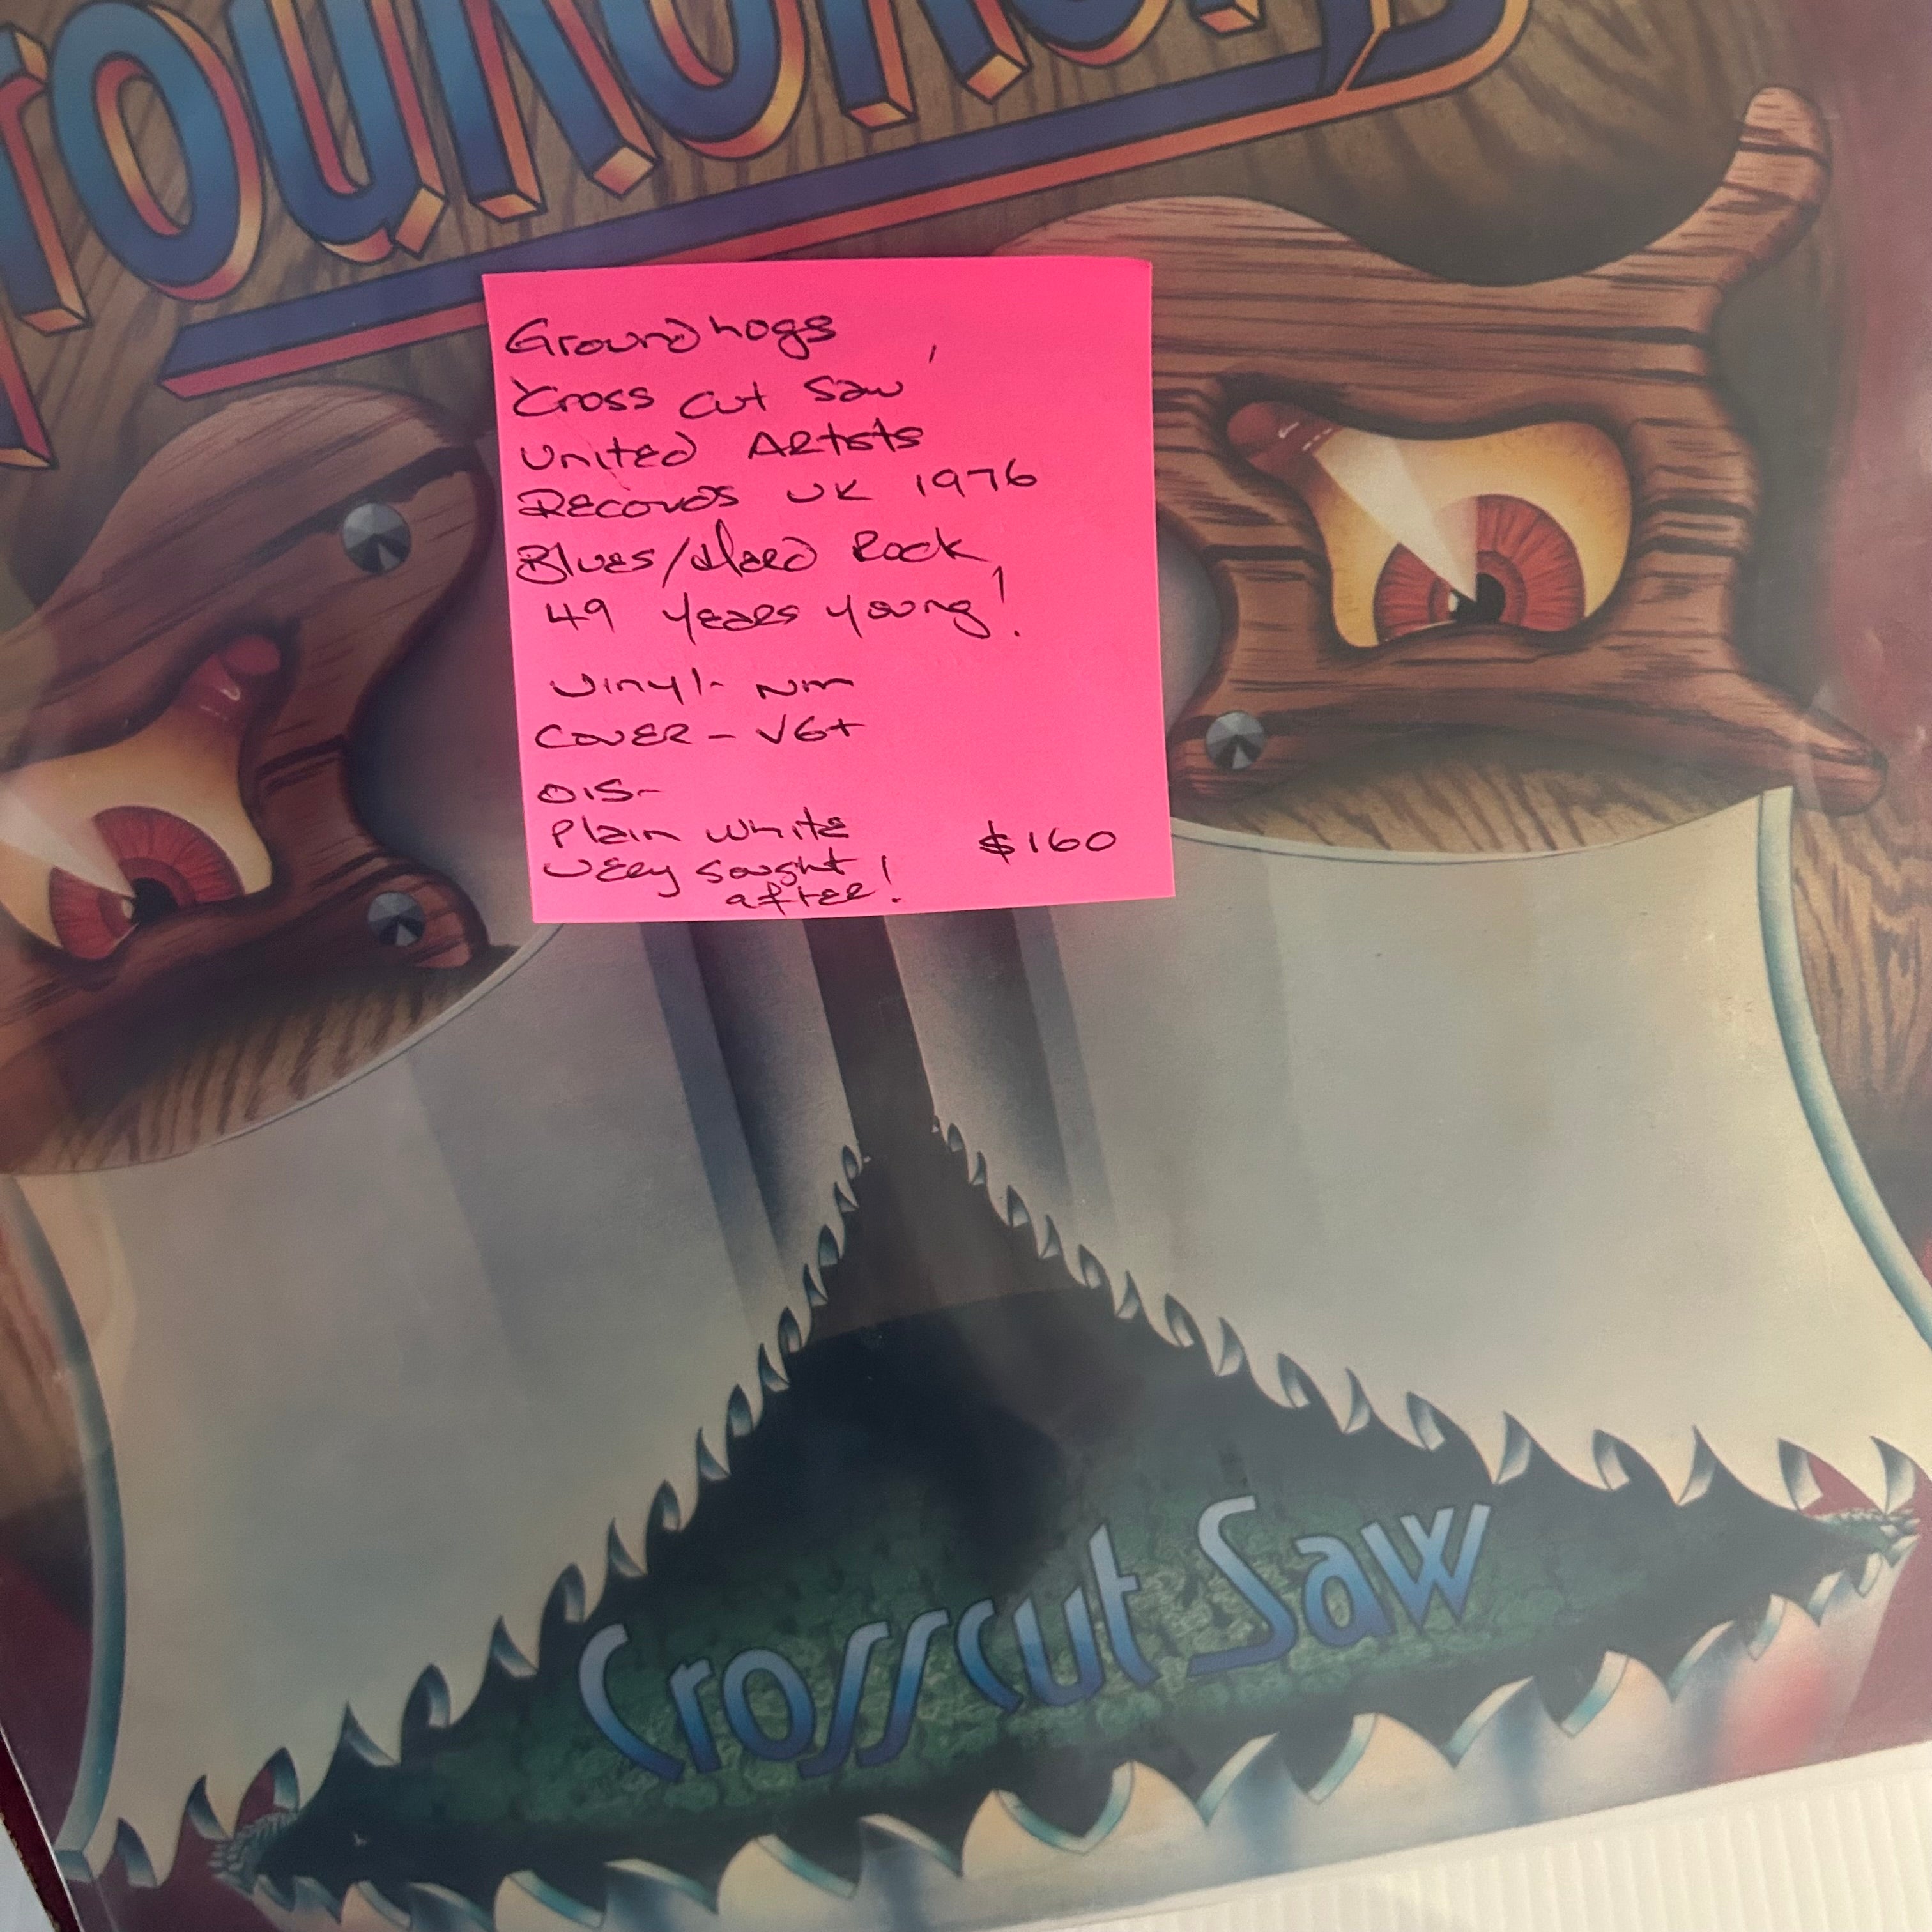 roundhogs
Groundhogs
Cross cut Saw
United Artists
Records UK 1976
Blues/Hard Rock
49 years young!
Vinyl- NM
COVER - VG+
OIS-
Plain white
Very sought
after!
$160
Crosscut Saw